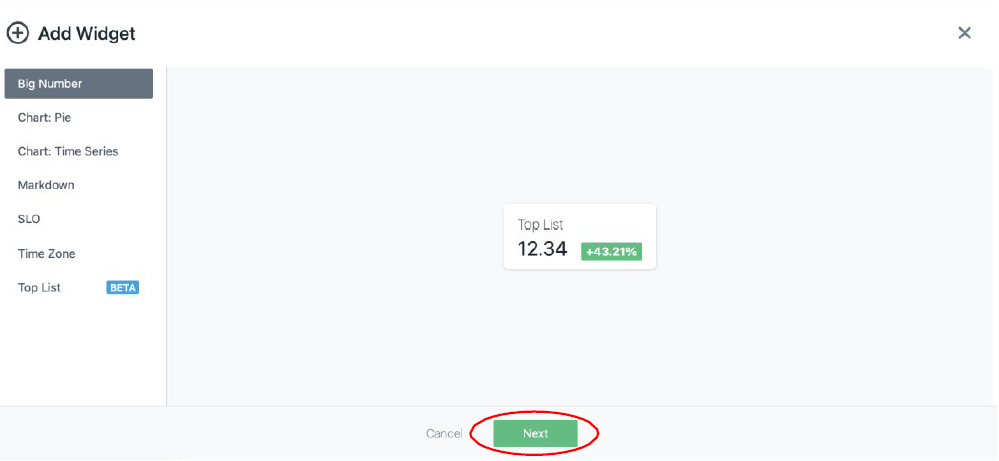 Add Widget
Big Number
Chart: Pie
Chart: Time Series
Markdown
SLO
Time Zone
Top List BETA
Top List
12.34 +43.21%
Cancel Next